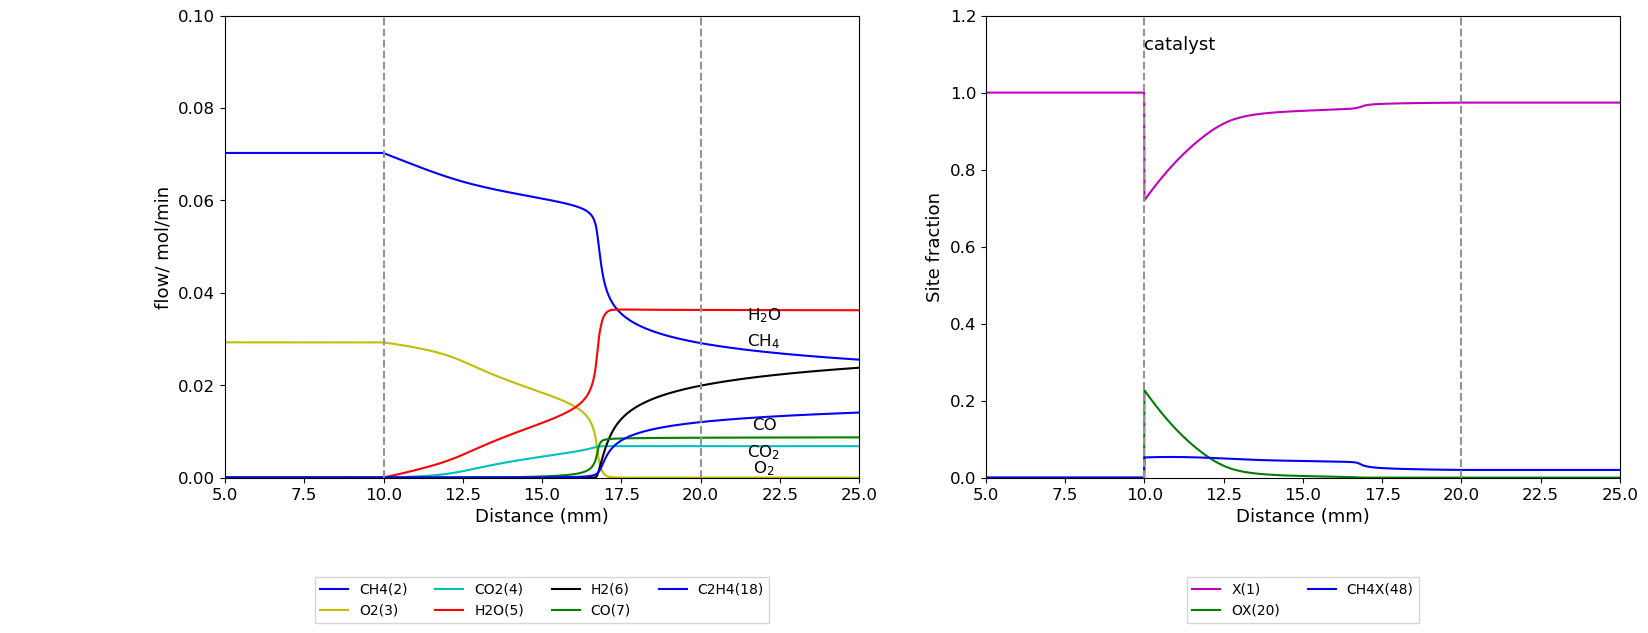 0.10
0.08
0.06
0.04
0.02
0.00
flow/ mol/min
H₂O
CH₄
CO
CO₂
O₂
5.0 7.5 10.0 12.5 15.0 17.5 20.0 22.5 25.0
Distance (mm)
CH4(2) CO2(4) H2(6) C2H4(18)
O2(3) H2O(5) CO(7)
1.2
1.0
0.8
0.6
0.4
0.2
0.0
Site fraction
catalyst
5.0 7.5 10.0 12.5 15.0 17.5 20.0 22.5 25.0
Distance (mm)
X(1) CH4X(48)
OX(20)